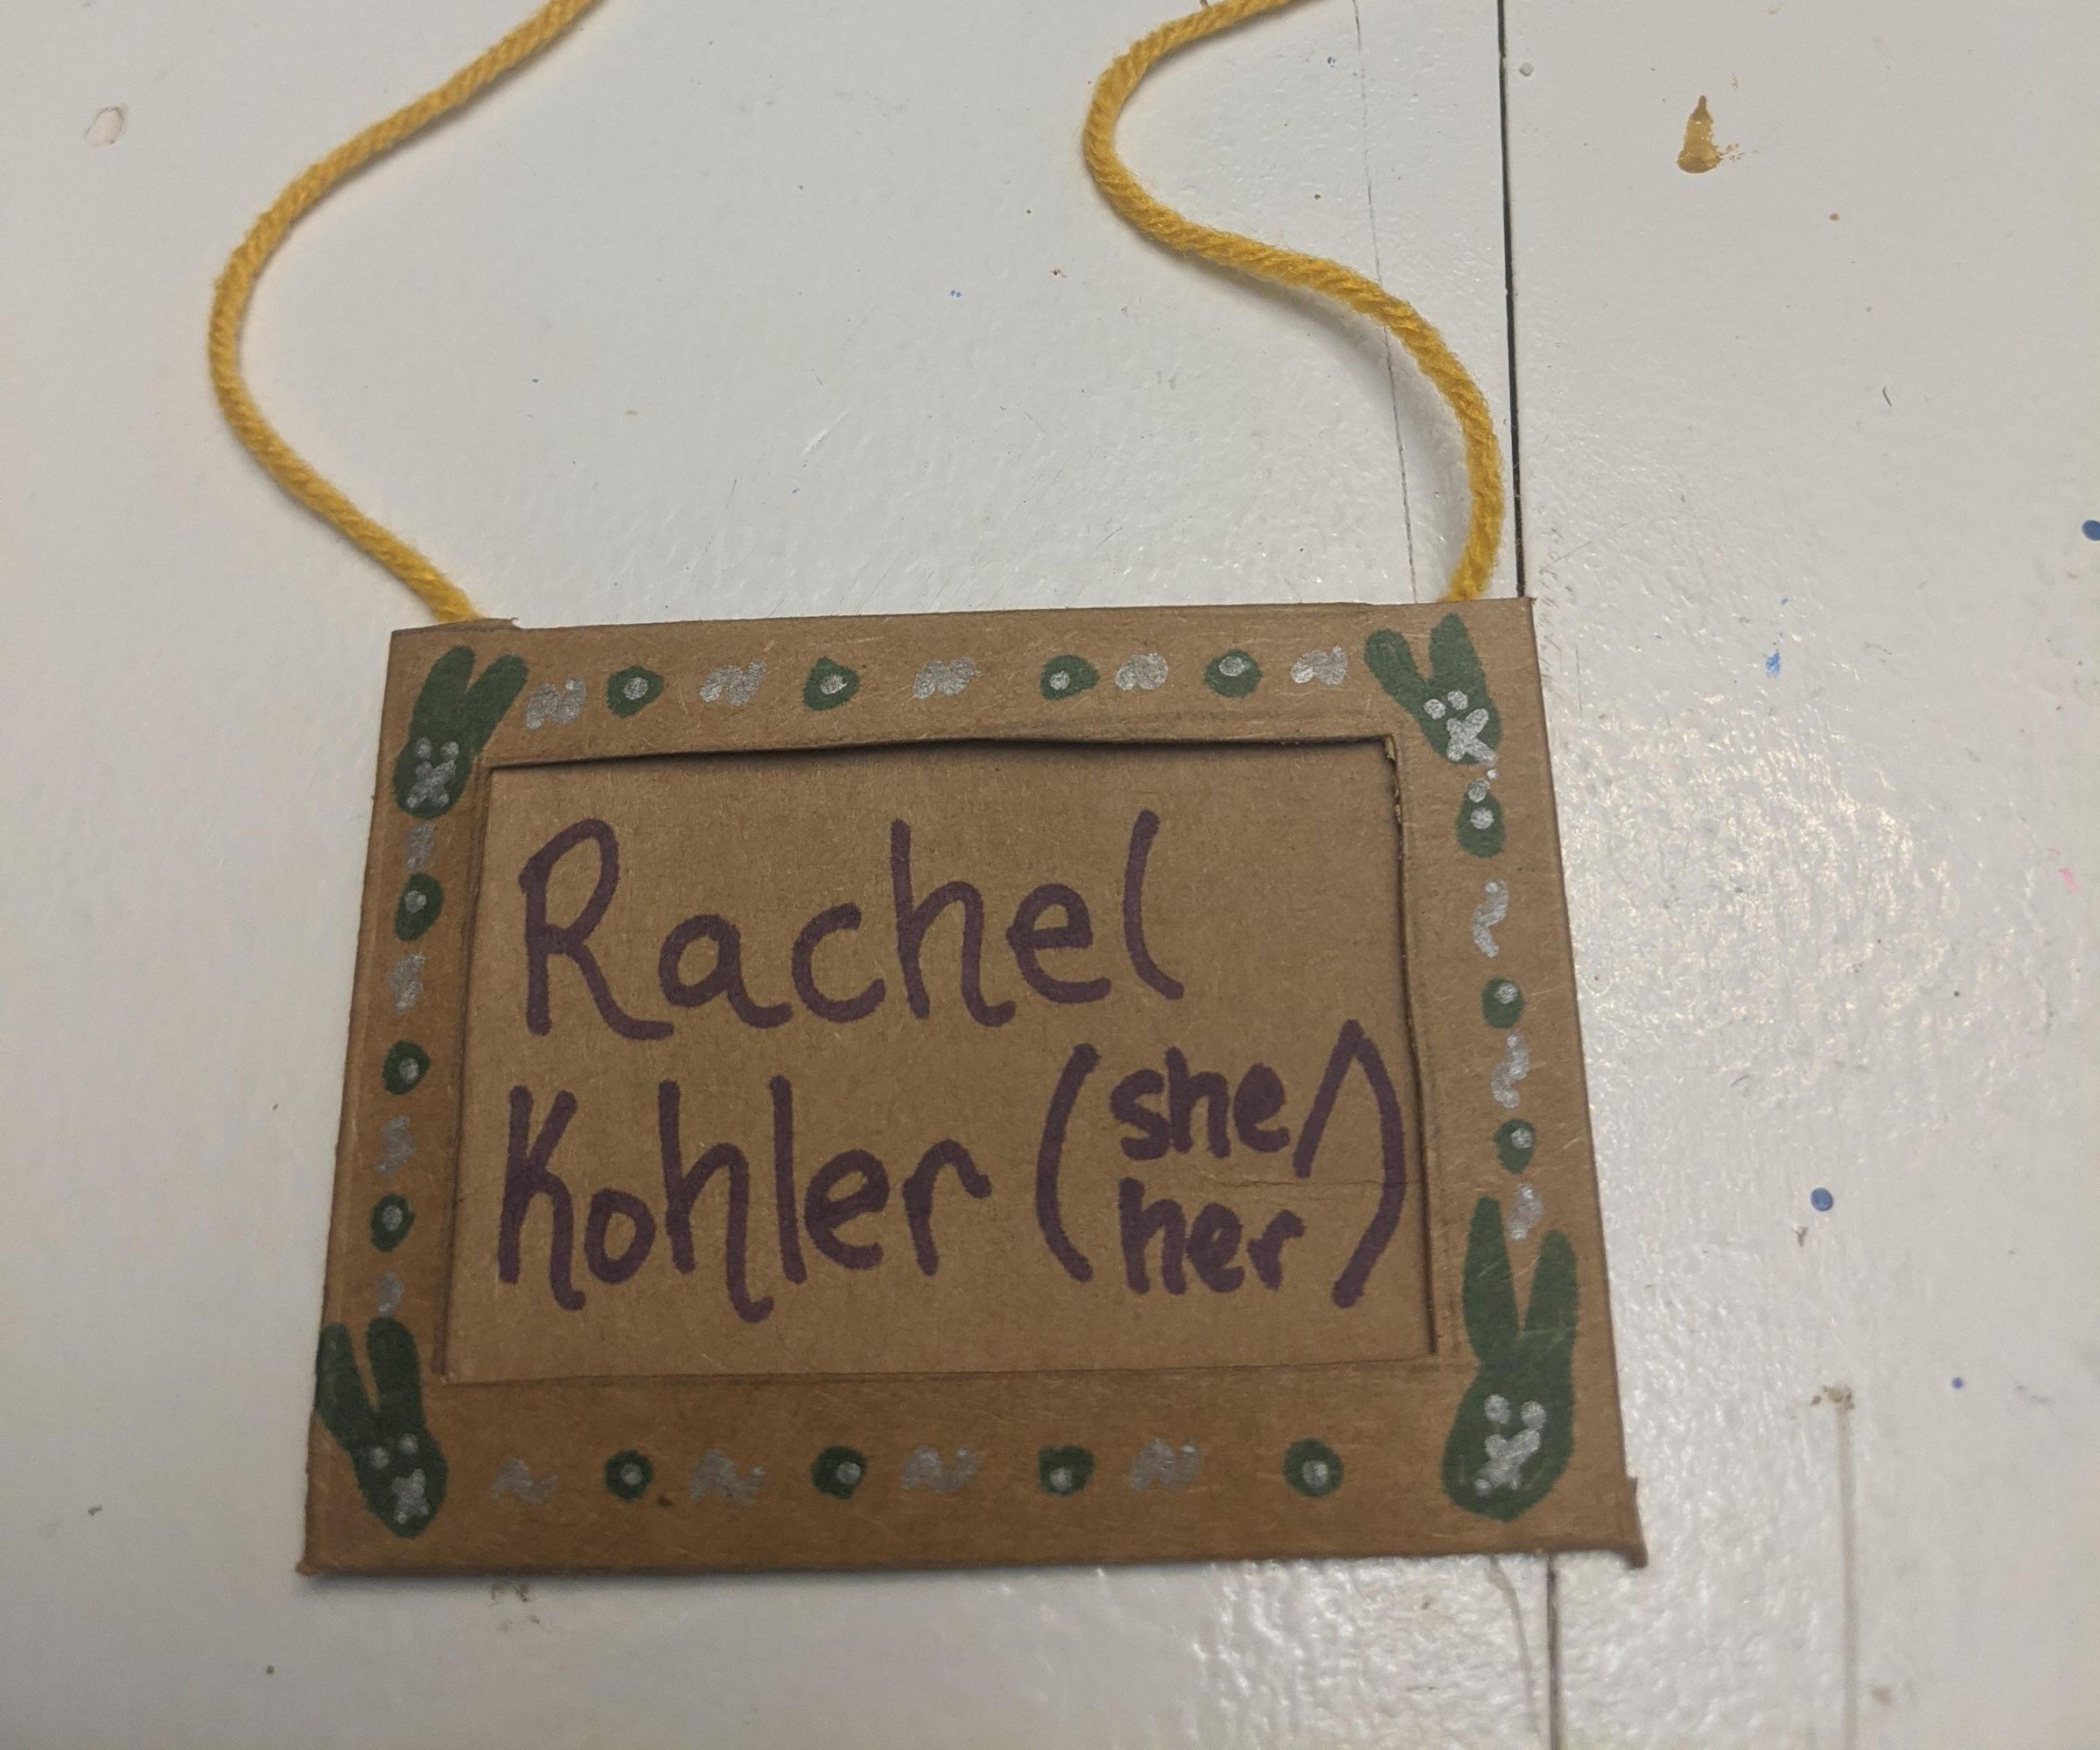 Rachel
Kohler (she/
her)